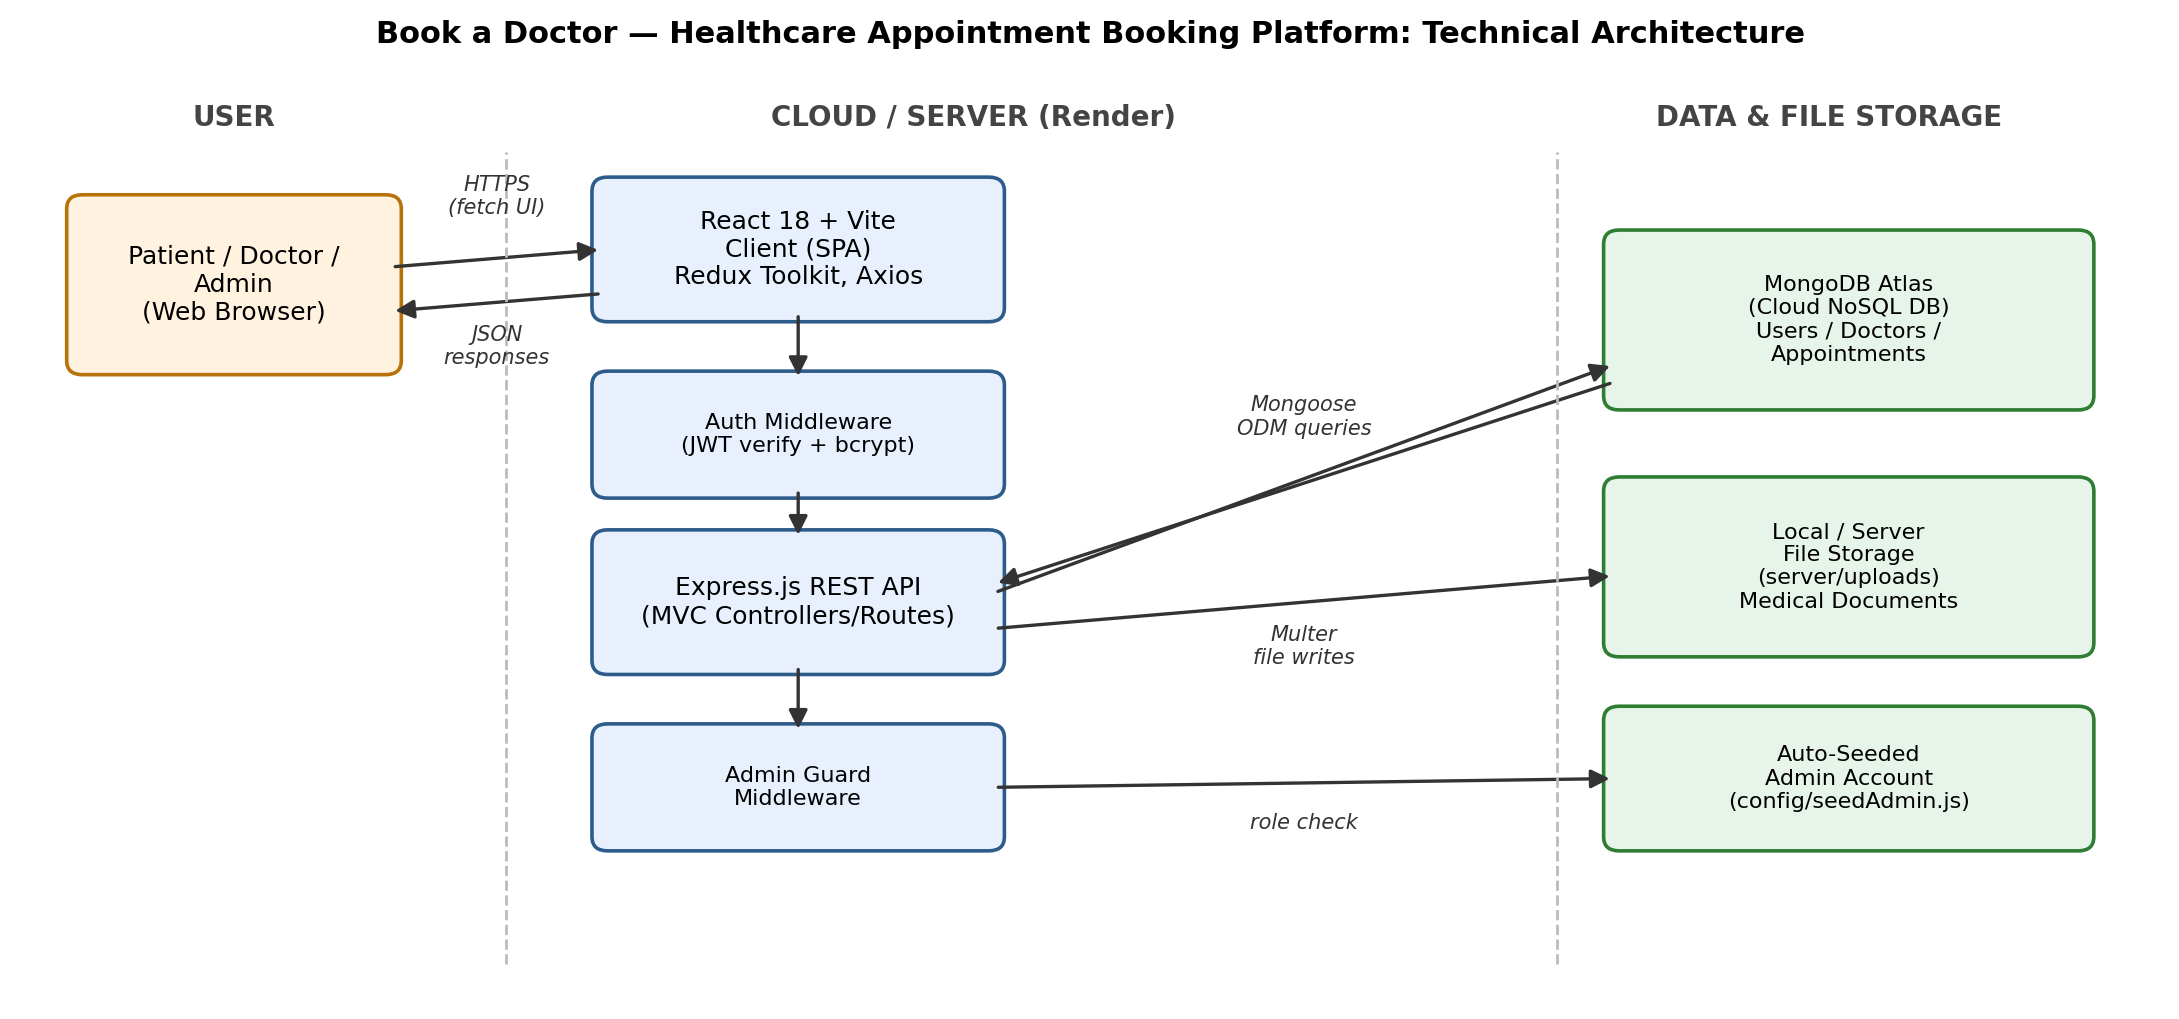 Book a Doctor — Healthcare Appointment Booking Platform: Technical Architecture
USER
CLOUD / SERVER (Render)
DATA & FILE STORAGE
HTTPS
(fetch UI)
Patient / Doctor /
Admin
(Web Browser)
JSON
responses
React 18 + Vite
Client (SPA)
Redux Toolkit, Axios
Auth Middleware
(JWT verify + bcrypt)
Express.js REST API
(MVC Controllers/Routes)
Admin Guard
Middleware
Mongoose
ODM queries
Multer
file writes
role check
MongoDB Atlas
(Cloud NoSQL DB)
Users / Doctors /
Appointments
Local / Server
File Storage
(server/uploads)
Medical Documents
Auto-Seeded
Admin Account
(config/seedAdmin.js)